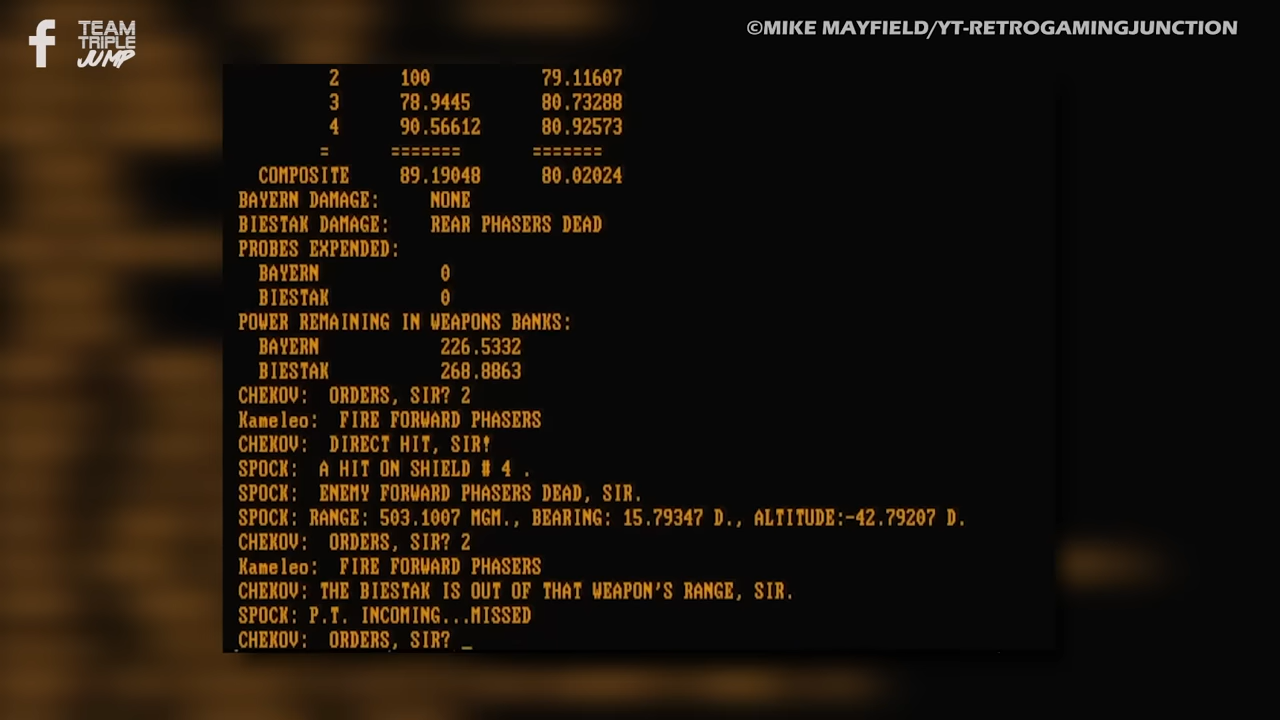 f TEAM TRIPLE JUMP
©MIKE MAYFIELD/YT-RETROGAMINGJUNCTION
2 100 79.11607
3 78.9445 80.73288
4 90.56612 80.92573
= ======= =======
COMPOSITE 89.19048 80.02024
BAYERN DAMAGE: NONE
BIESTAK DAMAGE: REAR PHASERS DEAD
PROBES EXPENDED:
BAYERN 0
BIESTAK 0
POWER REMAINING IN WEAPONS BANKS:
BAYERN 226.5332
BIESTAK 268.8863
CHEKOV: ORDERS, SIR? 2
Kameleo: FIRE FORWARD PHASERS
CHEKOV: DIRECT HIT, SIR!
SPOCK: A HIT ON SHIELD # 4 .
SPOCK: ENEMY FORWARD PHASERS DEAD, SIR.
SPOCK: RANGE: 503.1007 MGM., BEARING: 15.79347 D., ALTITUDE:-42.79207 D.
CHEKOV: ORDERS, SIR? 2
Kameleo: FIRE FORWARD PHASERS
CHEKOV: THE BIESTAK IS OUT OF THAT WEAPON'S RANGE, SIR.
SPOCK: P.T. INCOMING...MISSED
CHEKOV: ORDERS, SIR? _